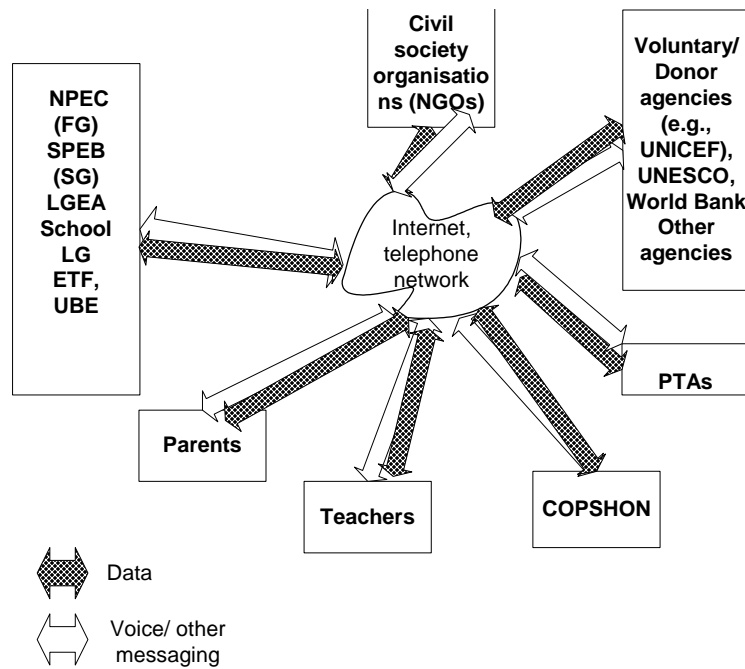 NPEC
(FG)
SPEB
(SG)
LGEA
School
LG
ETF,
UBE
Civil
society
organisatio
ns (NGOs)
Voluntary/
Donor
agencies
(e.g.,
UNICEF),
UNESCO,
World Bank
Other
agencies
Internet,
telephone
network
PTAs
Parents
Teachers
COPSHON
Data
Voice/ other
messaging